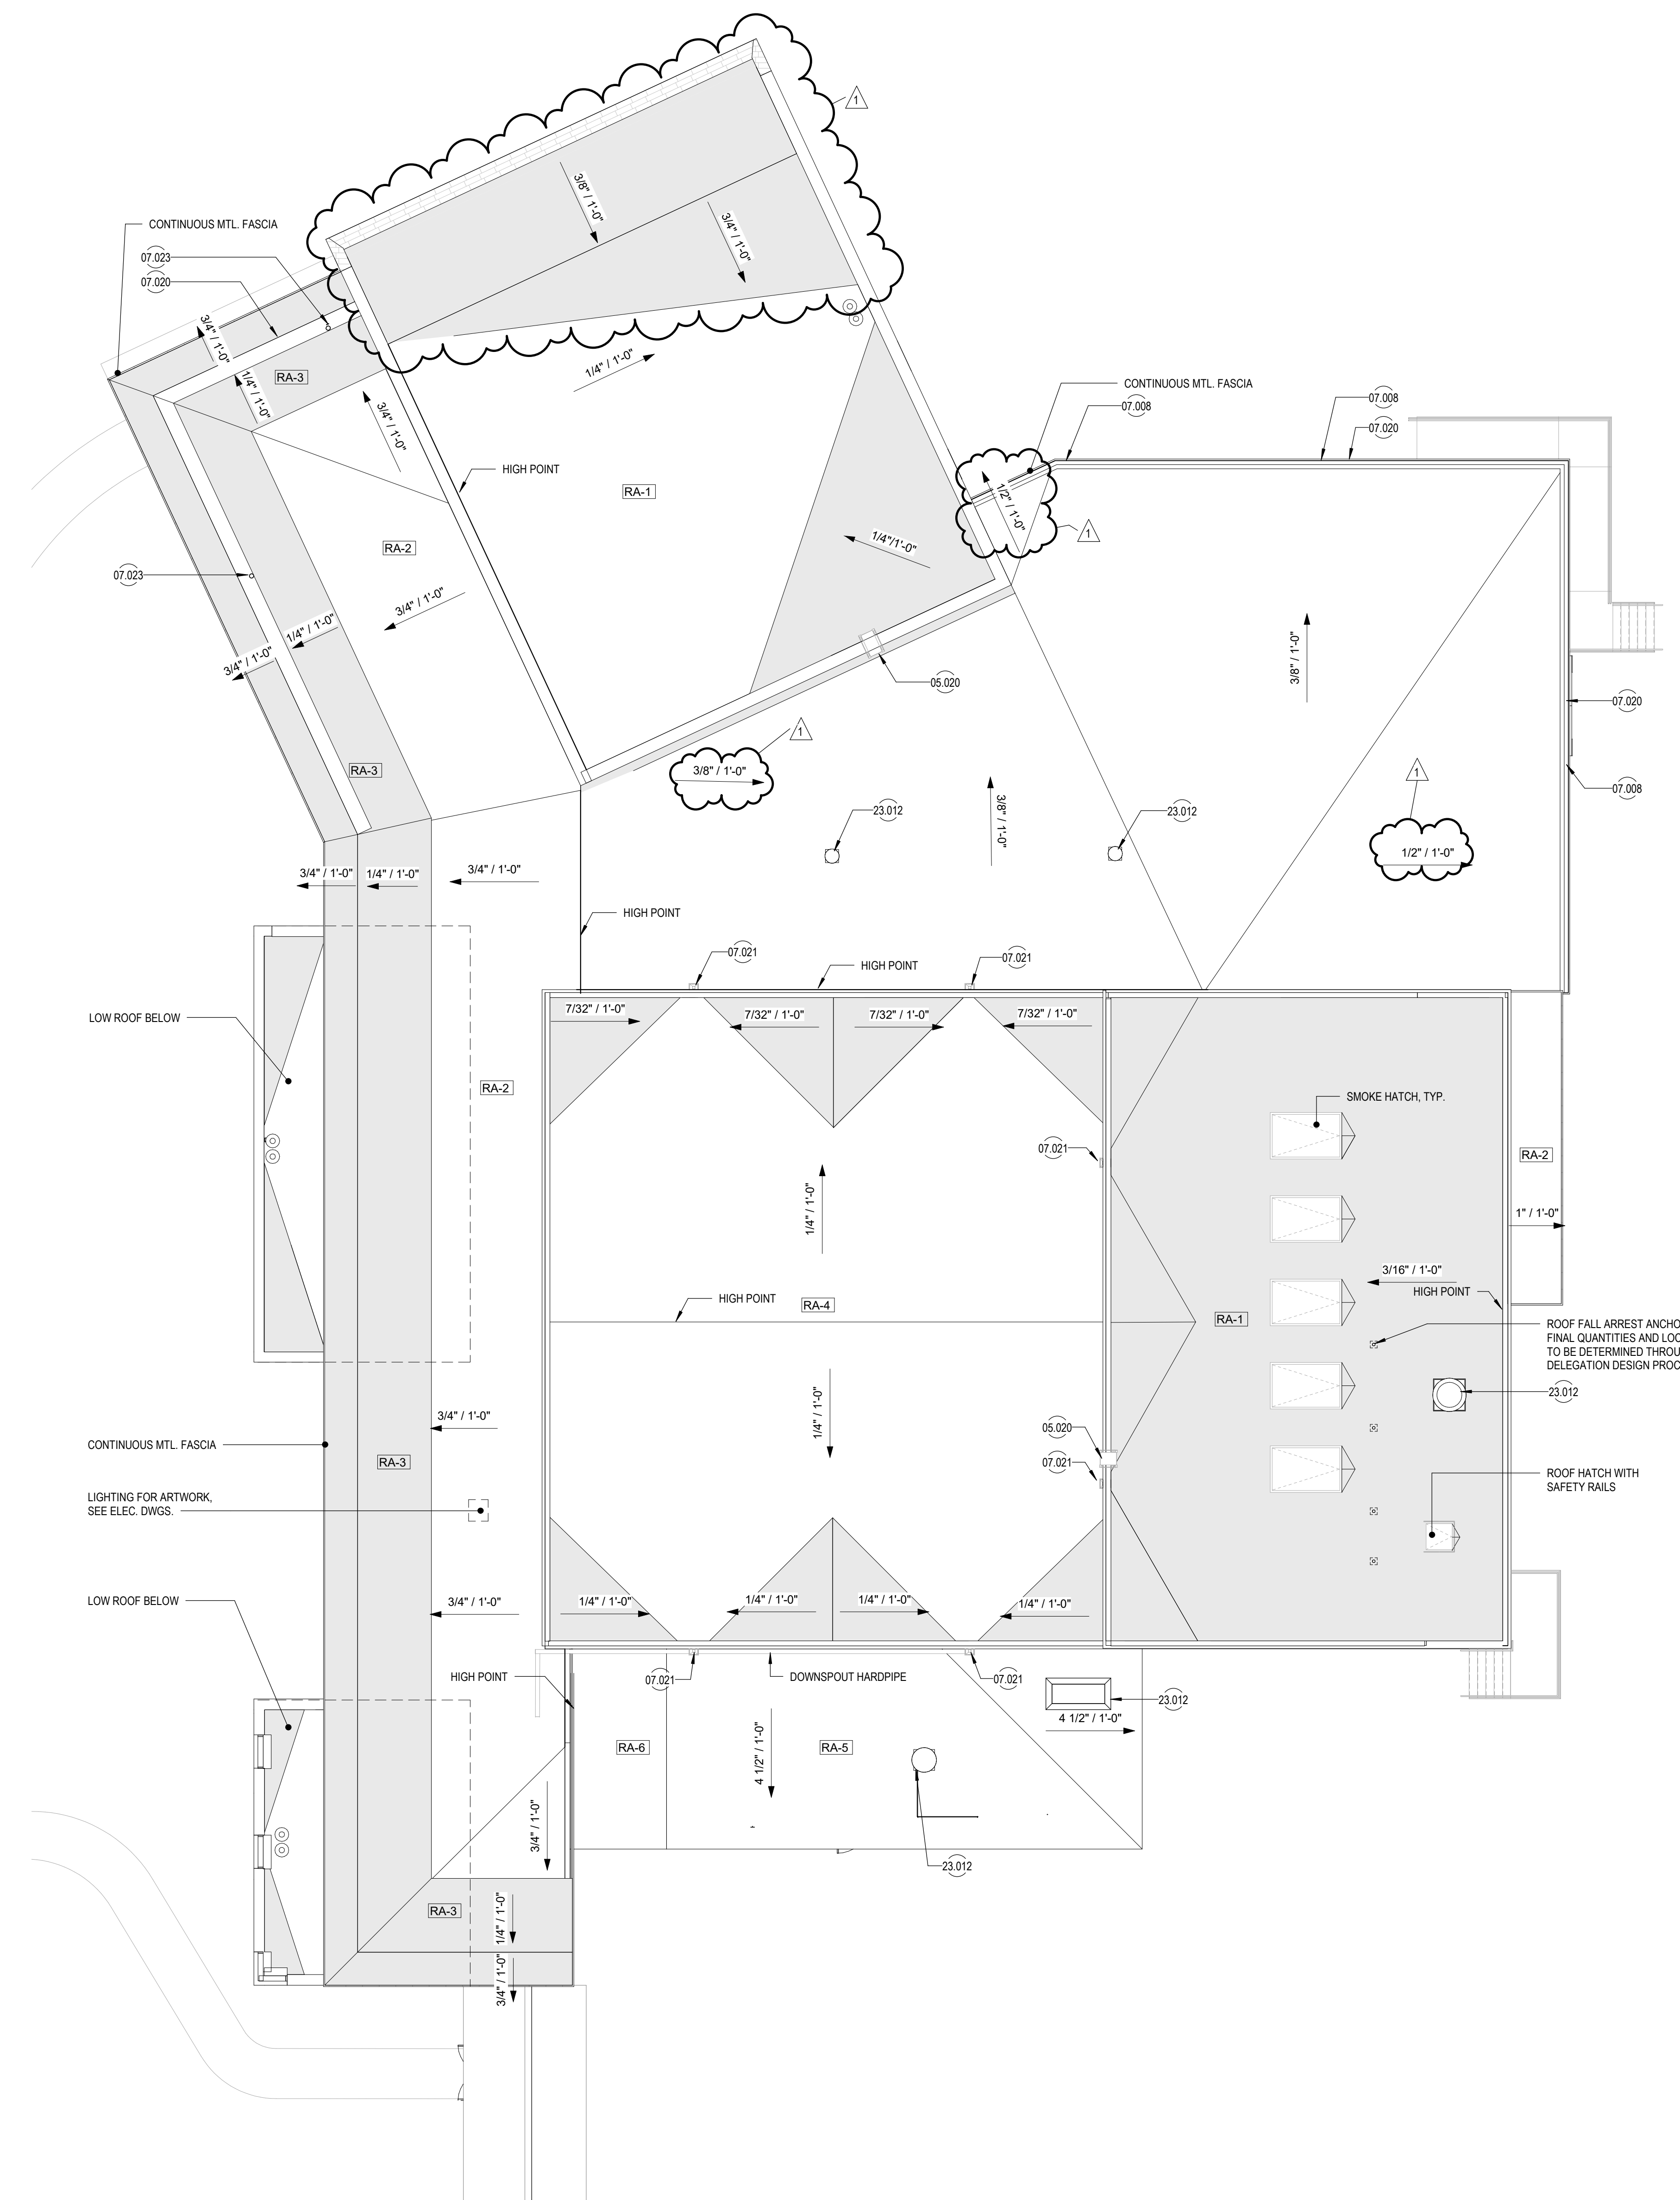 1
CONTINUOUS MTL. FASCIA
07.023
07.020
3/8" / 1'-0"
3/4" / 1'-0"
3/4" / 1'-0"
1/4" / 1'-0"
RA-3
3/4" / 1'-0"
1/4" / 1'-0"
CONTINUOUS MTL. FASCIA
07.008
07.008
07.020
HIGH POINT
RA-1
1/2" / 1'-0"
1
RA-2
1/4"/1'-0"
07.023
3/4" / 1'-0"
1/4" / 1'-0"
3/4" / 1'-0"
05.020
3/8" / 1'-0"
07.020
1
RA-3
3/8" / 1'-0"
1
07.008
23.012
3/8" / 1'-0"
23.012
1/2" / 1'-0"
3/4" / 1'-0"
1/4" / 1'-0"
3/4" / 1'-0"
HIGH POINT
07.021
HIGH POINT
07.021
LOW ROOF BELOW
7/32" / 1'-0"
7/32" / 1'-0"
7/32" / 1'-0"
7/32" / 1'-0"
RA-2
SMOKE HATCH, TYP.
07.021
RA-2
1/4" / 1'-0"
1" / 1'-0"
3/16" / 1'-0"
HIGH POINT
HIGH POINT
RA-4
RA-1
ROOF FALL ARREST ANCHO
FINAL QUANTITIES AND LOC
TO BE DETERMINED THROU
DELEGATION DESIGN PROC
23.012
1/4" / 1'-0"
3/4" / 1'-0"
05.020
CONTINUOUS MTL. FASCIA
RA-3
07.021
ROOF HATCH WITH
SAFETY RAILS
LIGHTING FOR ARTWORK,
SEE ELEC. DWGS.
LOW ROOF BELOW
3/4" / 1'-0"
1/4" / 1'-0"
1/4" / 1'-0"
1/4" / 1'-0"
1/4" / 1'-0"
HIGH POINT
07.021
DOWNSPOUT HARDPIPE
07.021
23.012
4 1/2" / 1'-0"
RA-6
4 1/2" / 1'-0"
RA-5
3/4" / 1'-0"
23.012
RA-3
1/4" / 1'-0"
3/4" / 1'-0"